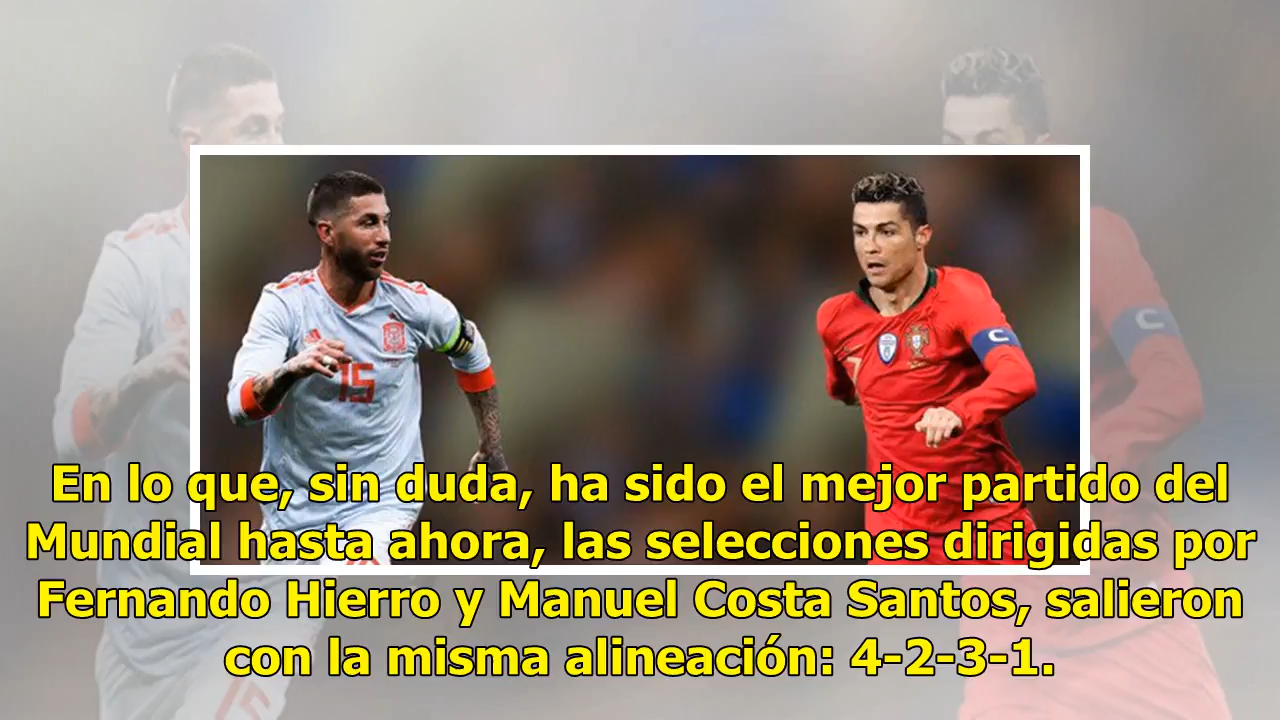 15
C
En lo que, sin duda, ha sido el mejor partido del
Mundial hasta ahora, las selecciones dirigidas por
Fernando Hierro y Manuel Costa Santos, salieron
con la misma alineación: 4-2-3-1.